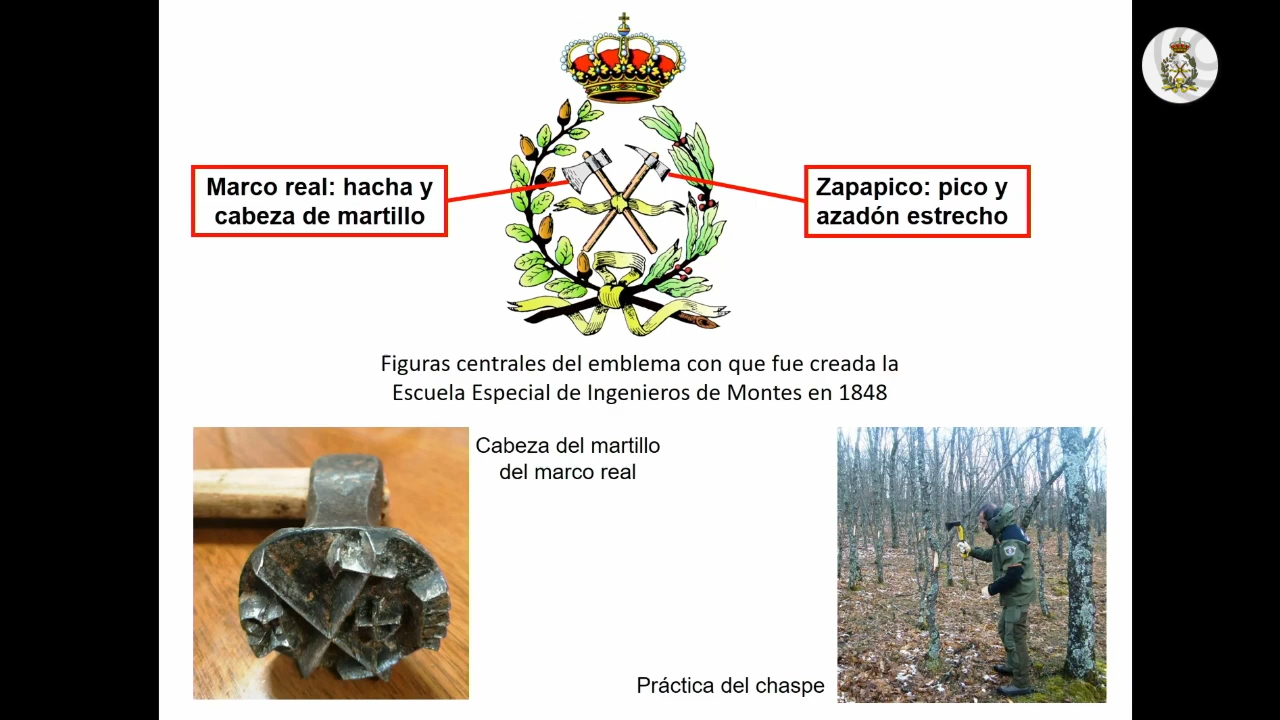 Marco real: hacha y
cabeza de martillo
Zapapico: pico y
azadón estrecho
Figuras centrales del emblema con que fue creada la
Escuela Especial de Ingenieros de Montes en 1848
Cabeza del martillo
del marco real
Práctica del chaspe